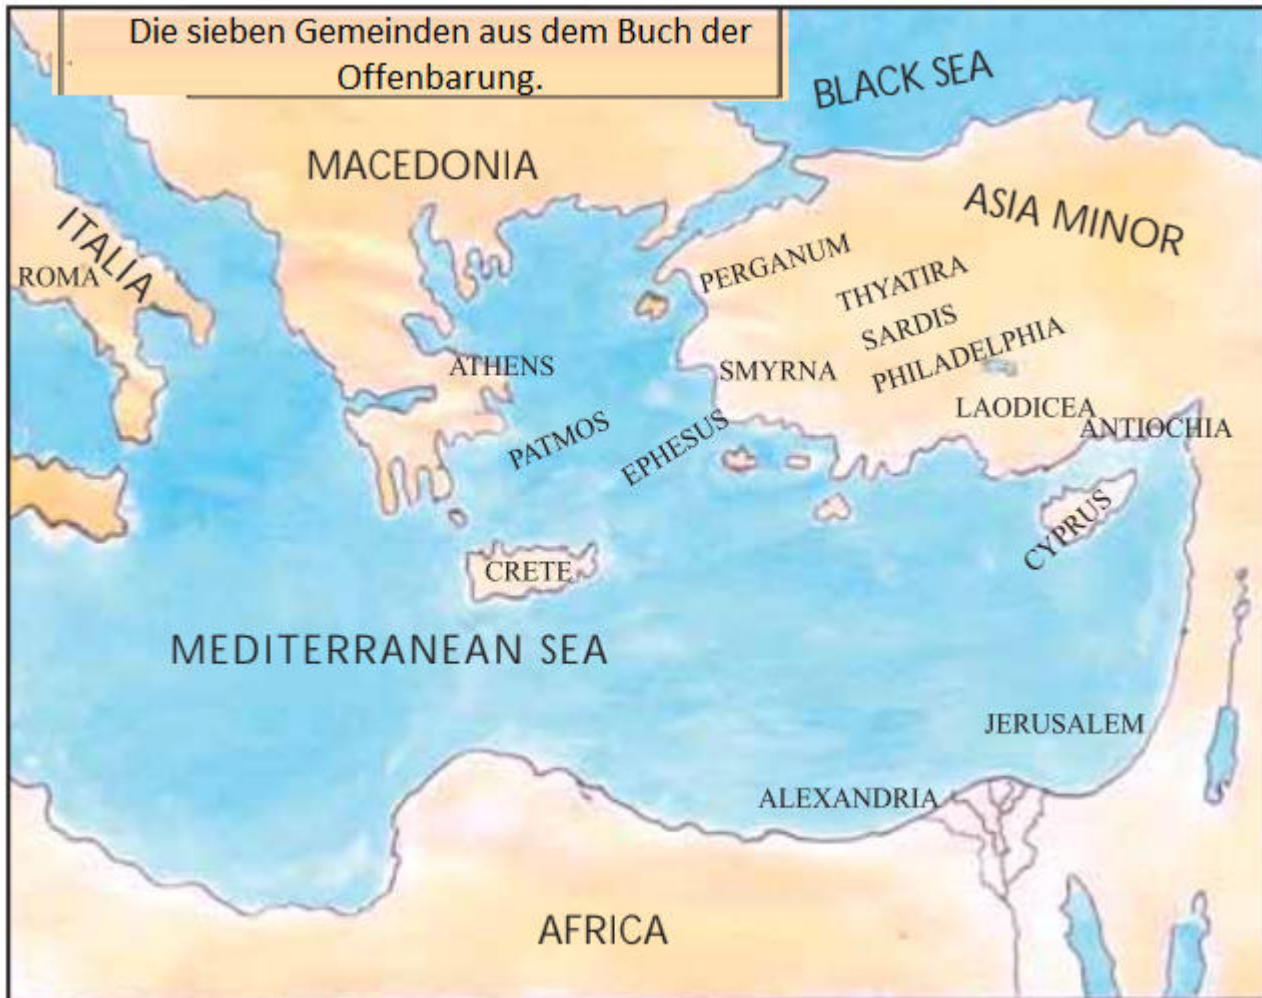 Die sieben Gemeinden aus dem Buch der
Offenbarung.
BLACK SEA
MACEDONIA
ASIA MINOR
ITALIA
ROMA
PERGANUM
THYATIRA
SARDIS
PHILADELPHIA
ATHENS
SMYRNA
LAODICEA
ANTIOCHIA
PATMOS
EPHESUS
CYPRUS
CRETE
MEDITERRANEAN SEA
JERUSALEM
ALEXANDRIA
AFRICA